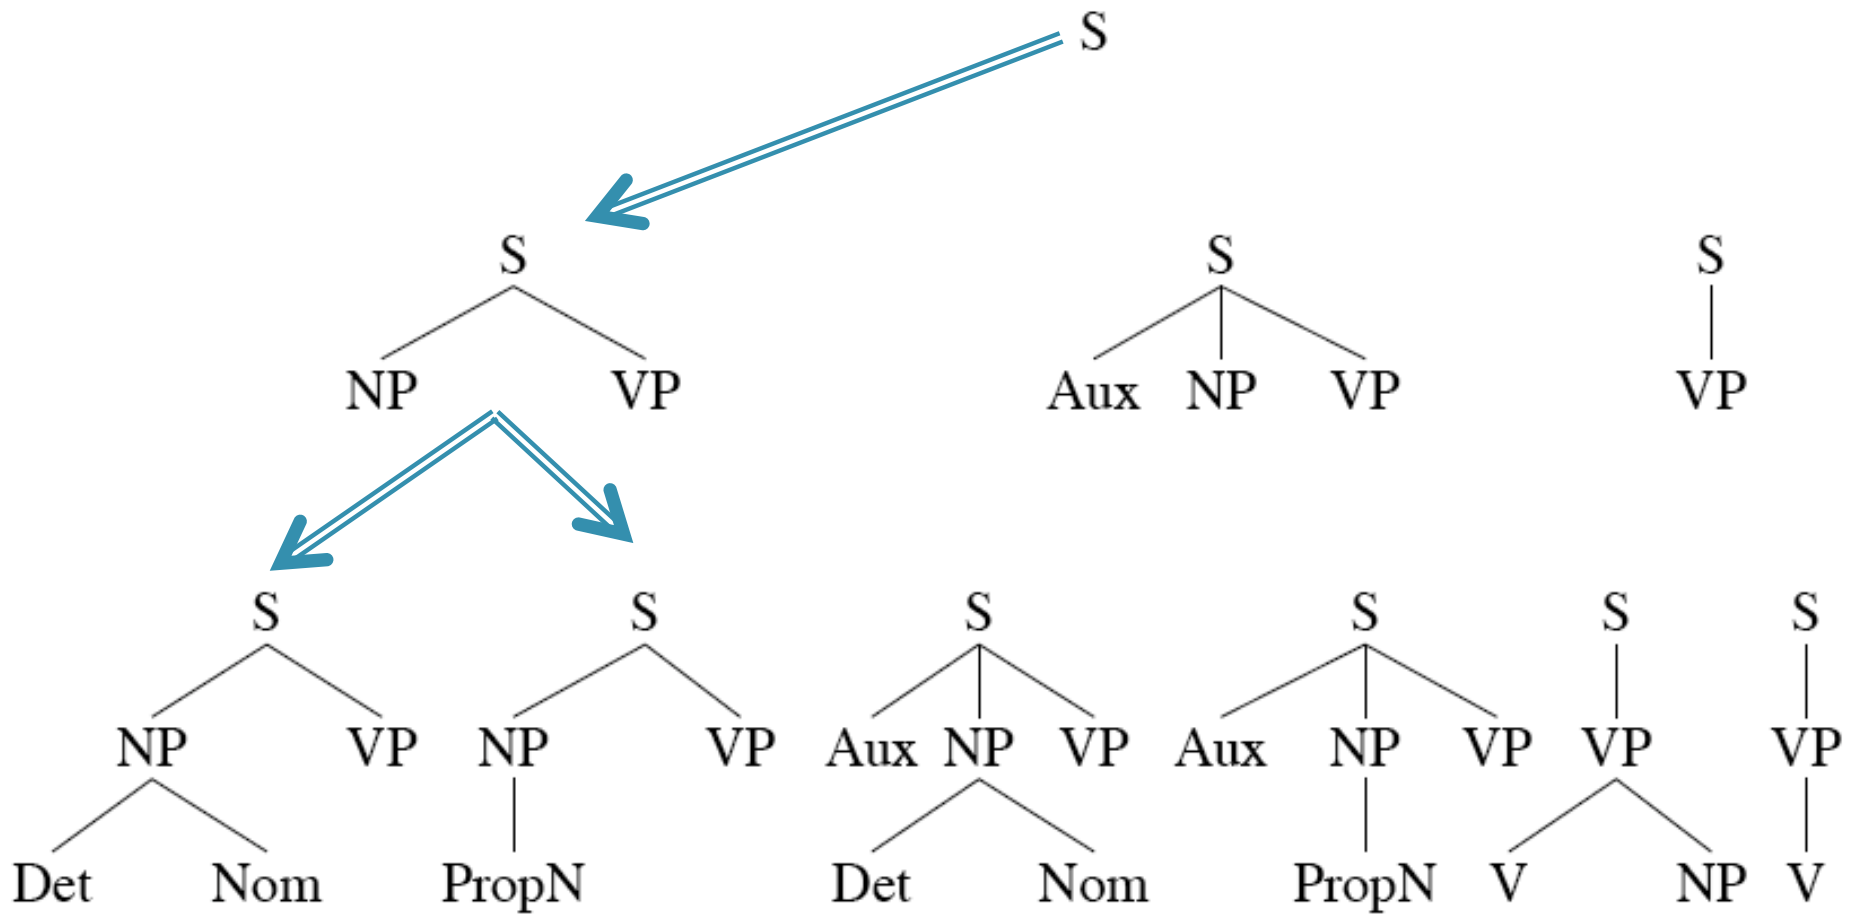 S
S S S
NP VP Aux NP VP VP
S S S S S S
NP VP NP VP Aux NP VP Aux NP VP VP VP
Det Nom PropN Det Nom PropN V NP V